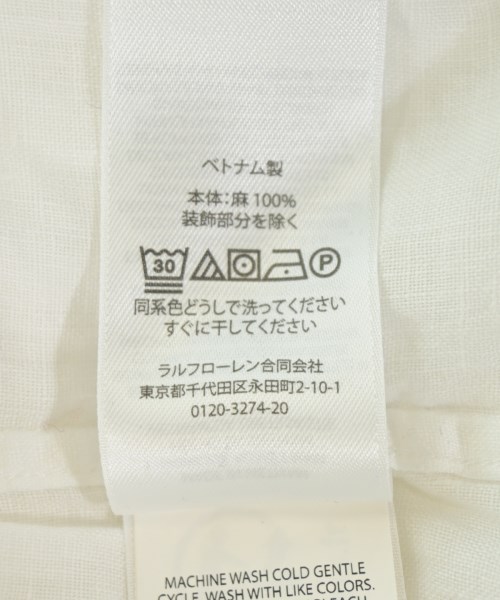 ベトナム製
本体:麻 100%
装飾部分を除く
30 P
同系色どうしで洗ってください
すぐに干してください
ラルフローレン合同会社
東京都千代田区永田町2-10-1
0120-3274-20
MACHINE WASH COLD GENTLE
CYCLE. WASH WITH LIKE COLORS.
BLEACH